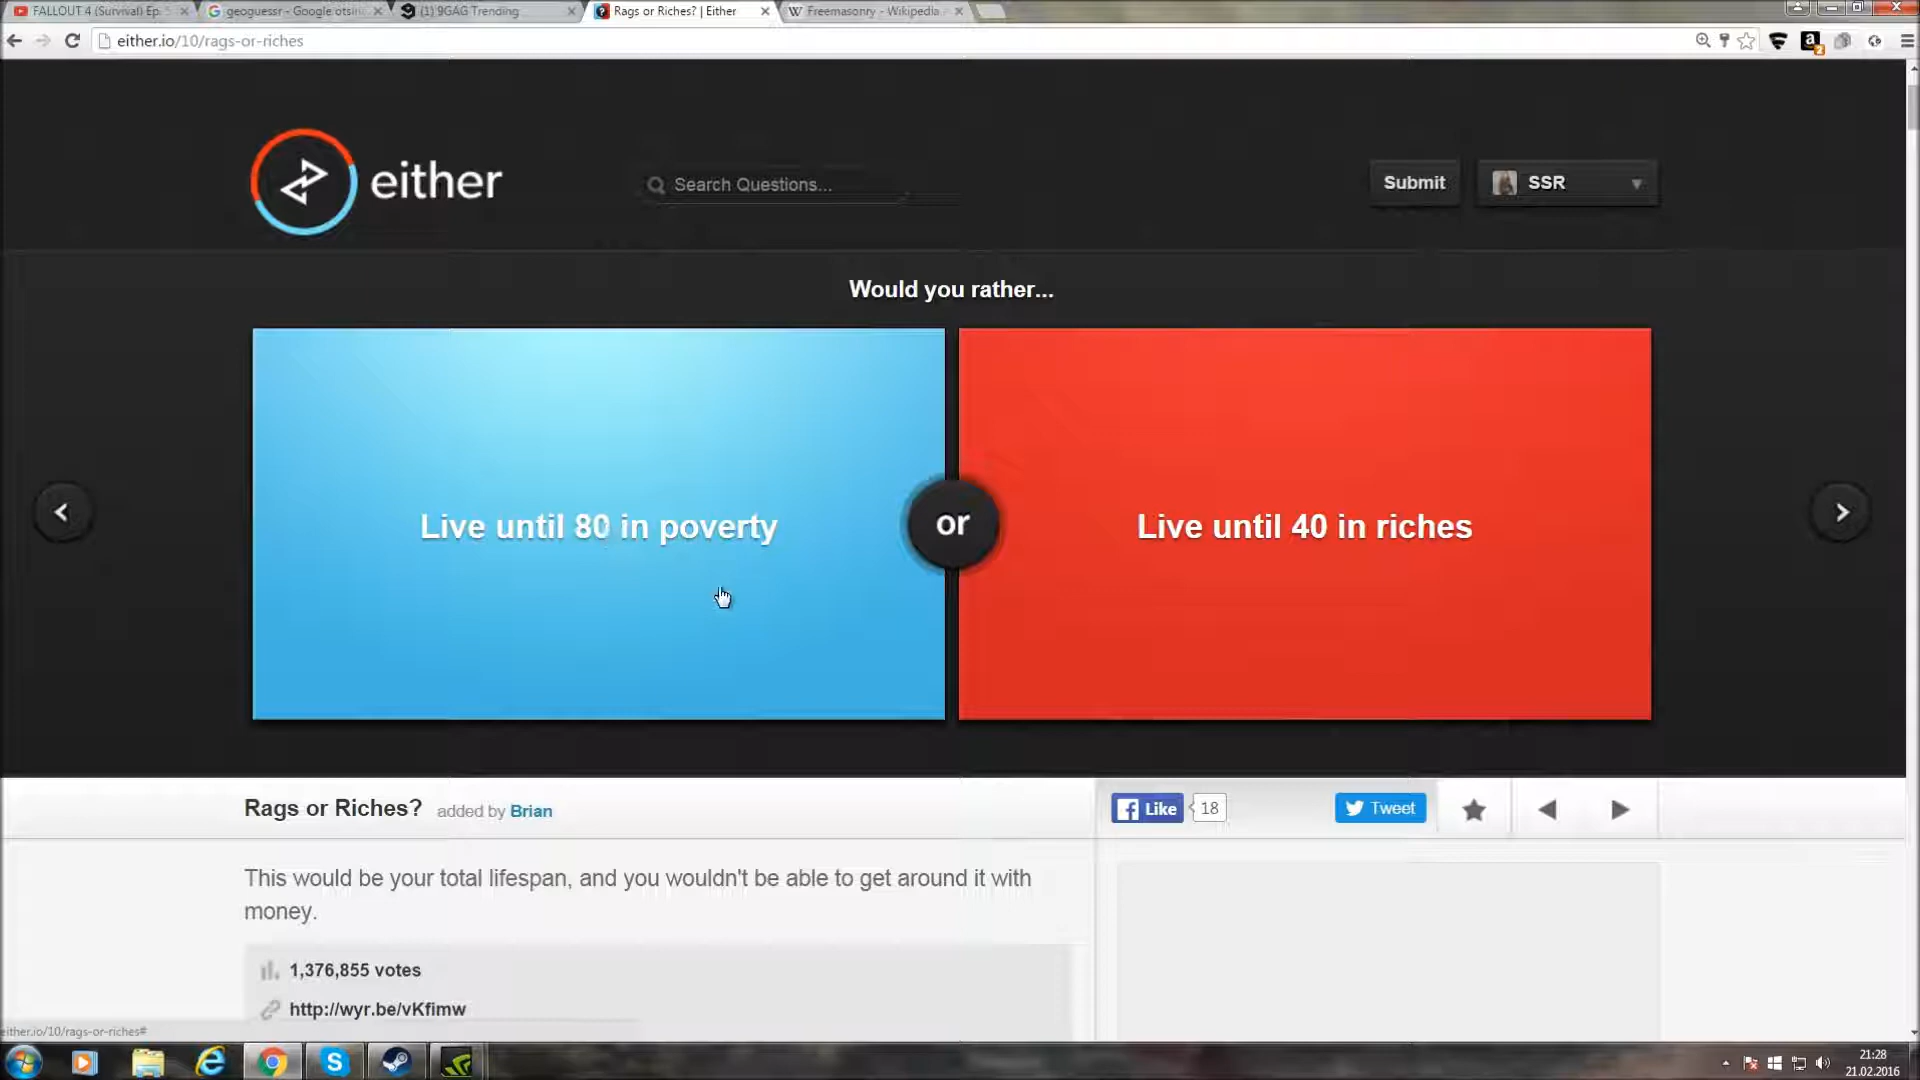 FALLOUT 4 (Survival) Ep.
geoguessr - Google otsin
(1) 9GAG Trending
Rags or Riches? | Either
Freemasonry - Wikipedia
either.io/10/rags-or-riches
either
Search Questions...
Submit
SSR
Would you rather...
Live until 80 in poverty
or
Live until 40 in riches
Rags or Riches? added by Brian
Like
18
Tweet
This would be your total lifespan, and you wouldn't be able to get around it with
money.
1,376,855 votes
http://wyr.be/vKfimw
either.io/10/rags-or-riches#
21:28
21.02.2016